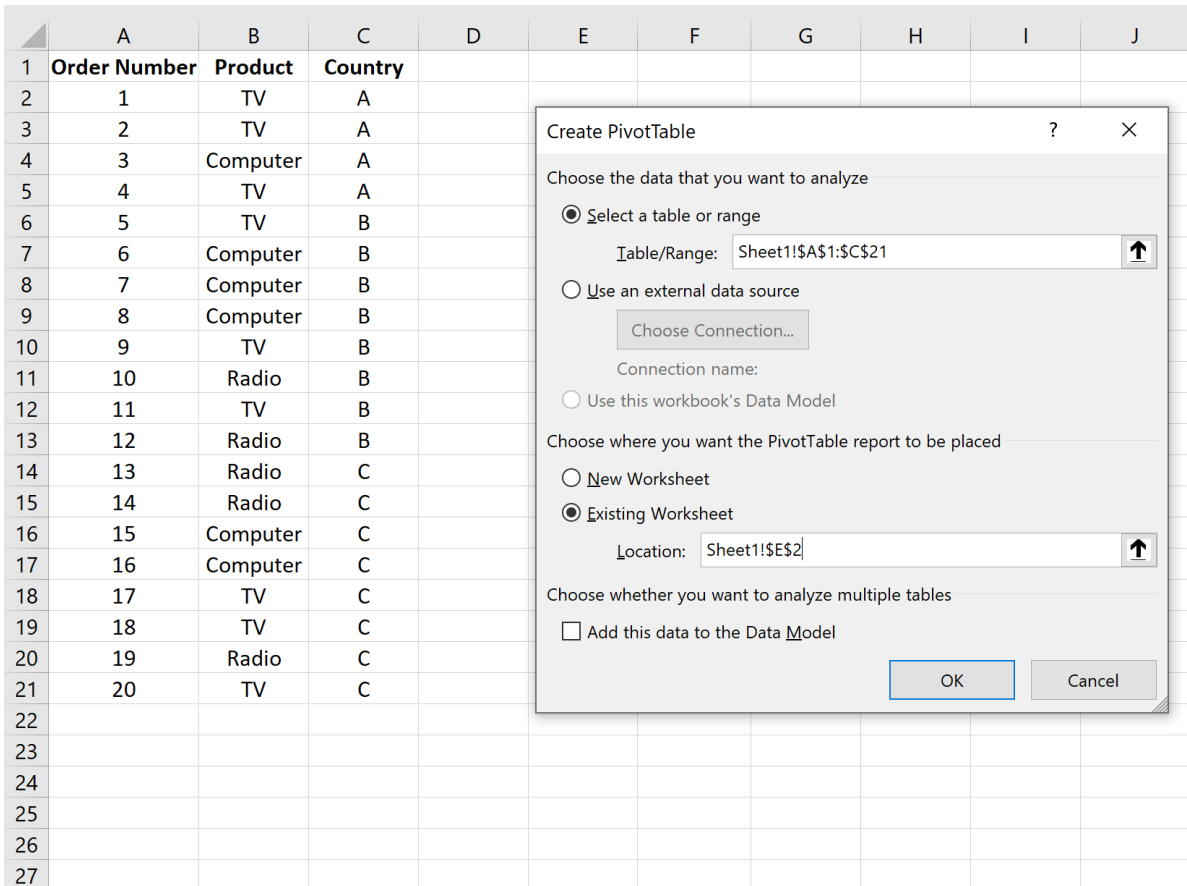 A B C D E F G H I J
1 Order Number Product Country
2 1 TV A
3 2 TV A
4 3 Computer A
5 4 TV A
6 5 TV B
7 6 Computer B
8 7 Computer B
9 8 Computer B
10 9 TV B
11 10 Radio B
12 11 TV B
13 12 Radio B
14 13 Radio C
15 14 Radio C
16 15 Computer C
17 16 Computer C
18 17 TV C
19 18 TV C
20 19 Radio C
21 20 TV C
22
23
24
25
26
27
Create PivotTable ?
Choose the data that you want to analyze
Select a table or range
Table/Range: Sheet1!$A$1:$C$21
Use an external data source
Choose Connection...
Connection name:
Use this workbook's Data Model
Choose where you want the PivotTable report to be placed
New Worksheet
Existing Worksheet
Location: Sheet1!$E$2
Choose whether you want to analyze multiple tables
Add this data to the Data Model
OK Cancel